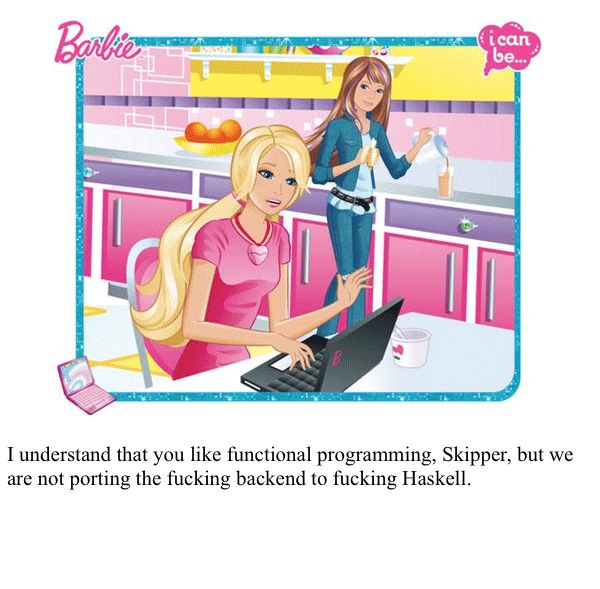 Barbie
i can
be...
B
I understand that you like functional programming, Skipper, but we
are not porting the fucking backend to fucking Haskell.